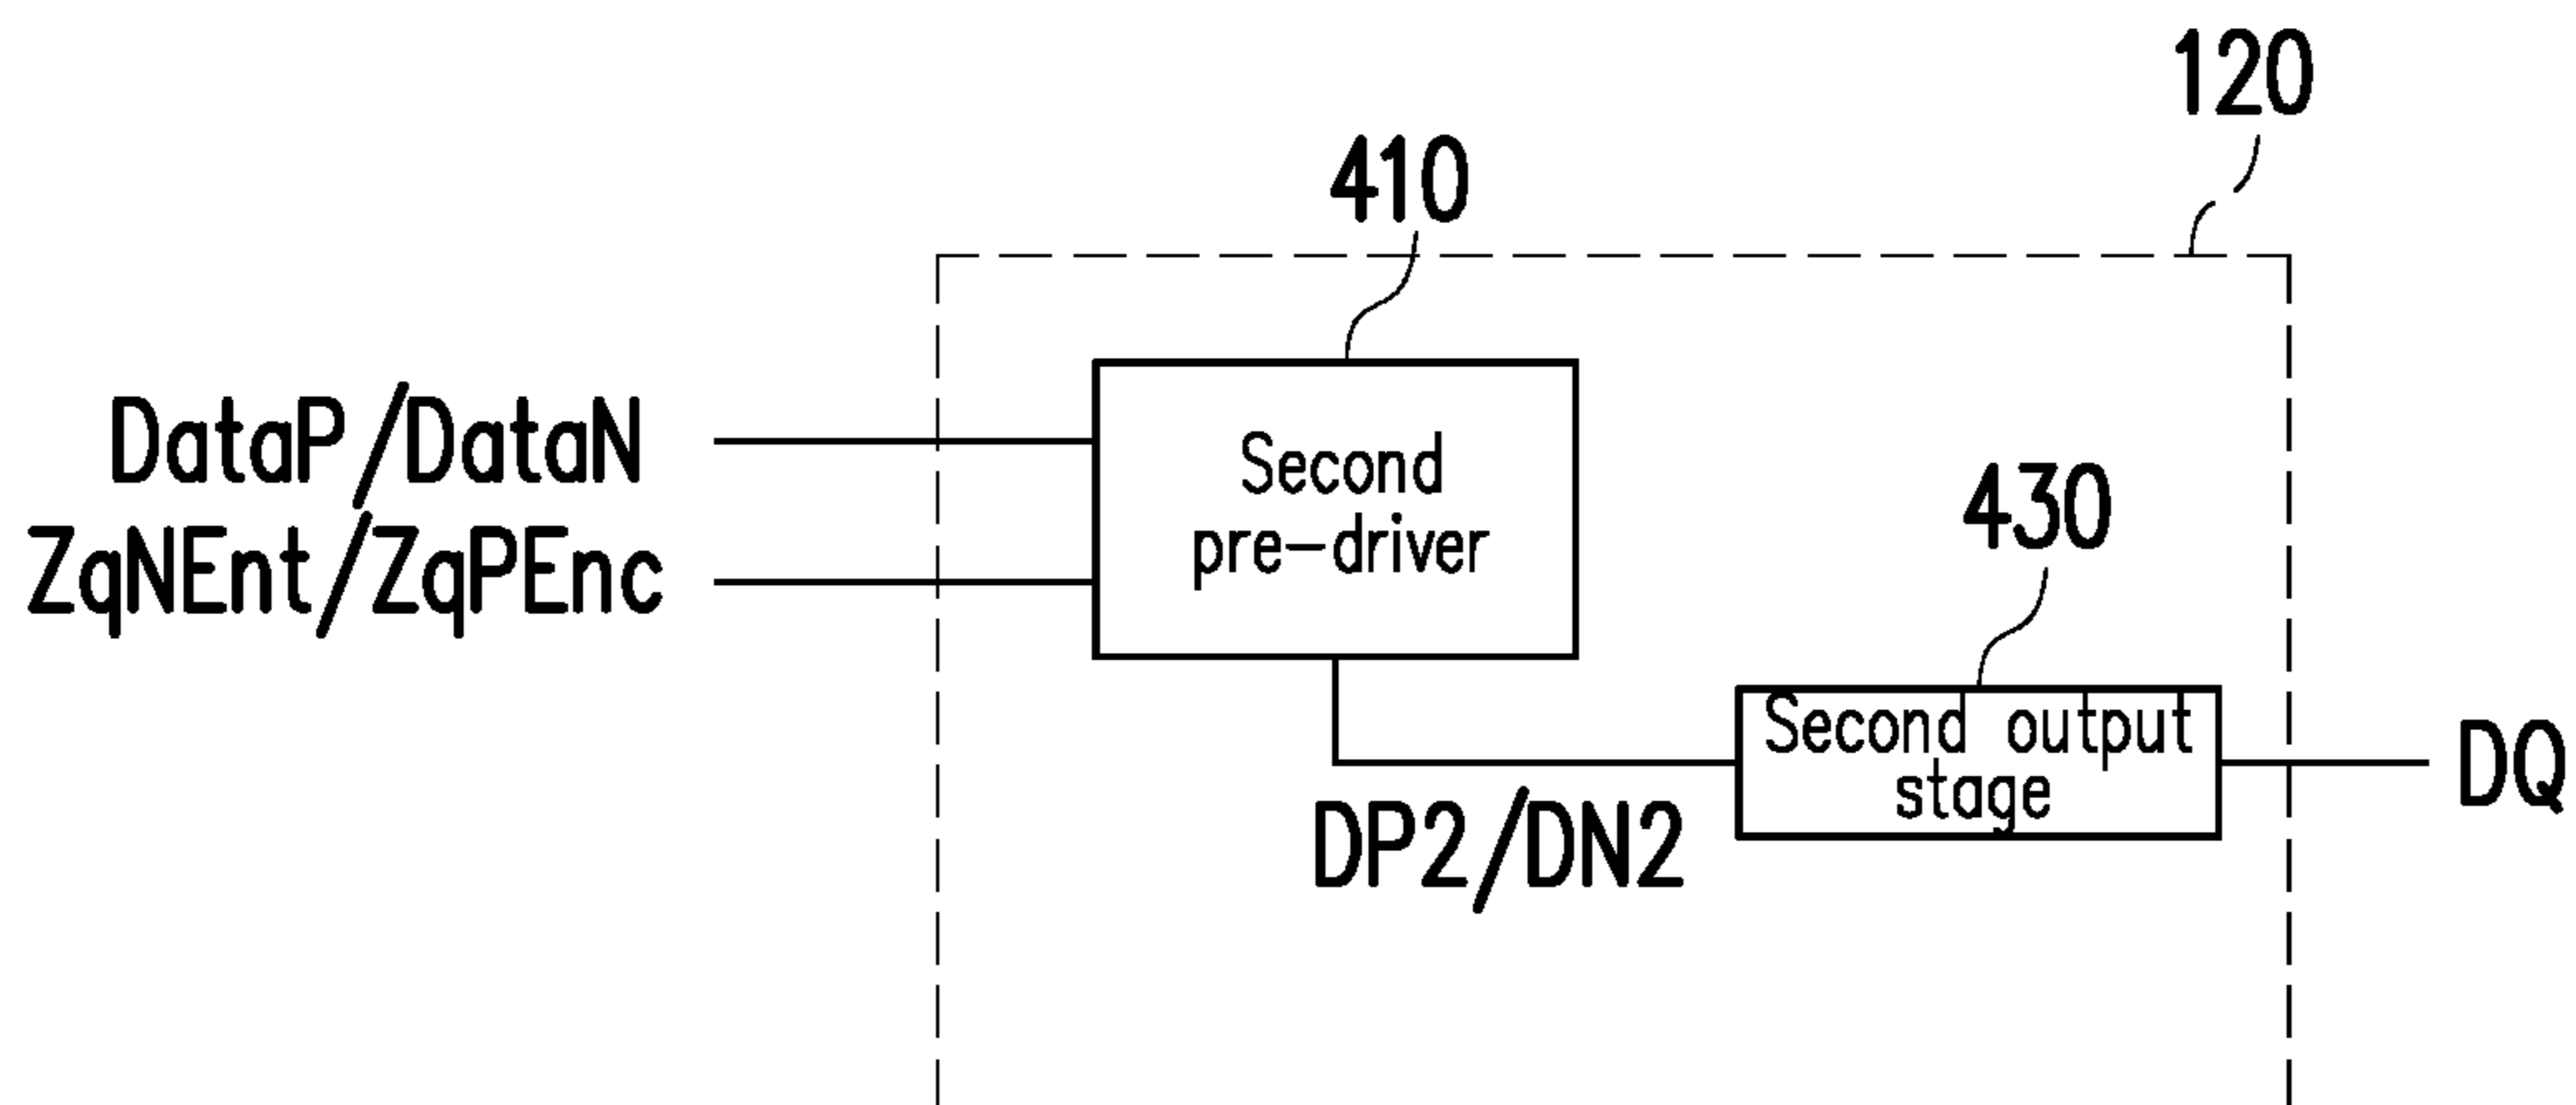 120
410
DataP/DataN
Second
pre-driver
ZqNEnt/ZqPEnc
430
Second output
stage
DQ
DP2/DN2